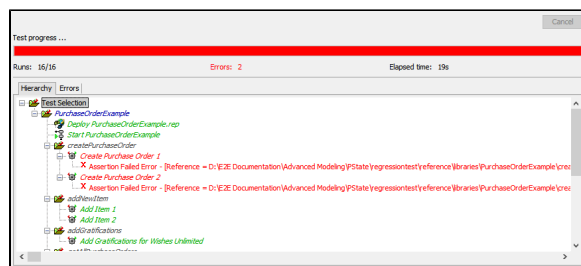 Cancel
Test progress ...
Runs: 16/16 Errors: 2 Elapsed time: 19s
Hierarchy Errors
Test Selection
PurchaseOrderExample
Deploy PurchaseOrderExample.rep
Start PurchaseOrderExample
createPurchaseOrder
Create Purchase Order 1
Assertion Failed Error - [Reference = D:\E2E Documentation\Advanced Modeling\PState\regressiontest\reference\libraries\PurchaseOrderExample\crea
Create Purchase Order 2
Assertion Failed Error - [Reference = D:\E2E Documentation\Advanced Modeling\PState\regressiontest\reference\libraries\PurchaseOrderExample\crea
addNewItem
Add Item 1
Add Item 2
addGratifications
Add Gratifications for Wishes Unlimited